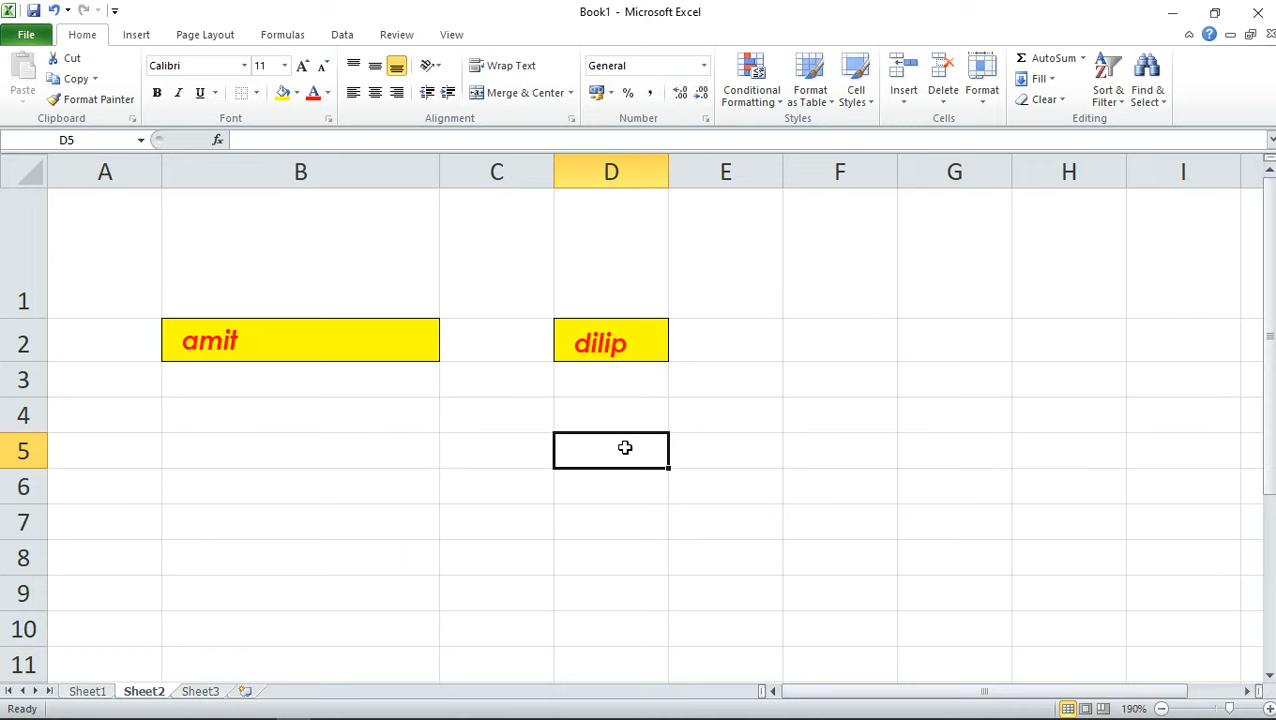 Book1 - Microsoft Excel
File Home Insert Page Layout Formulas Data Review View
Paste
Cut
Copy
Format Painter
Clipboard
Calibri 11 A A
B I U A
Font
Wrap Text
Merge & Center
Alignment
General
% ,
Number
Conditional Formatting
Format as Table
Cell Styles
Styles
Insert
Delete
Format
Cells
Σ AutoSum
Fill
Clear
Sort & Filter
Find & Select
Editing
D5 fx
A B C D E F G H I
1
2 amit dilip
3
4
5
6
7
8
9
10
11
Sheet1 Sheet2 Sheet3
Ready 190%